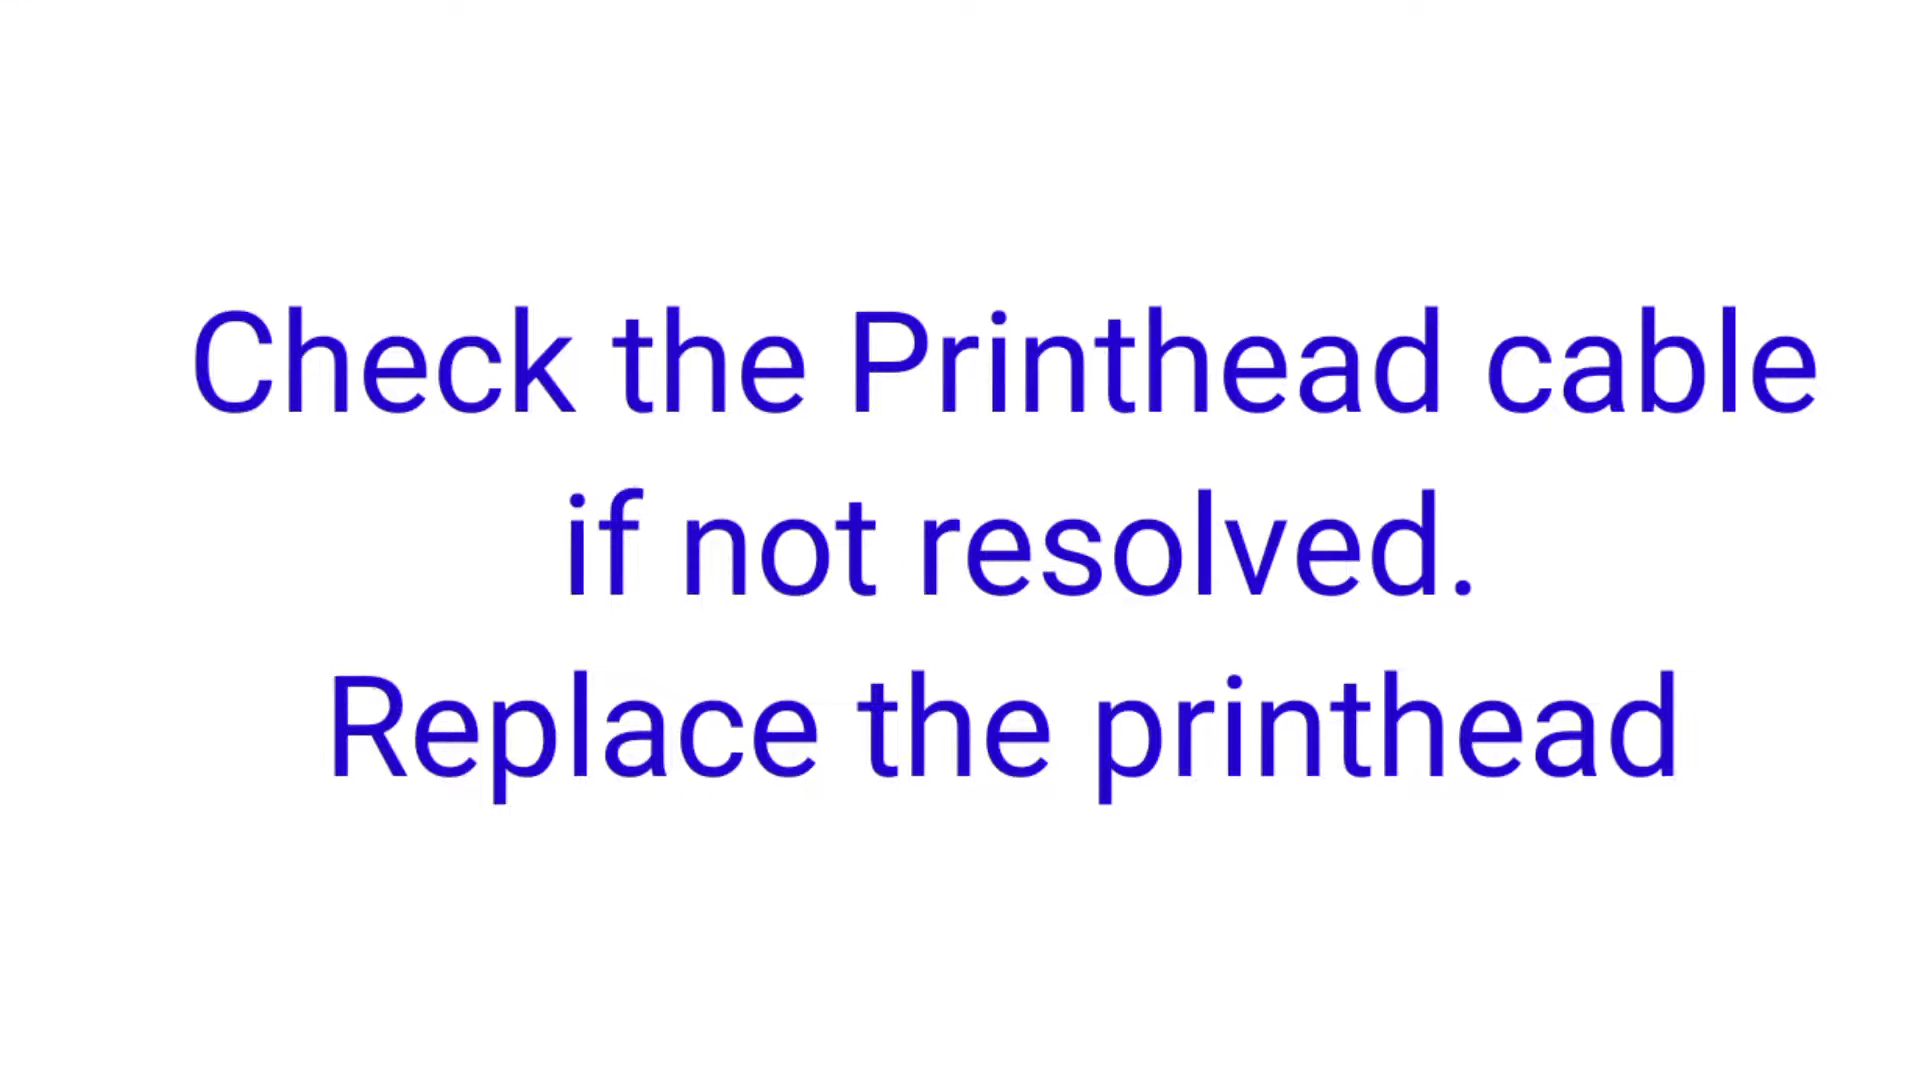 Check the Printhead cable
if not resolved.
Replace the printhead